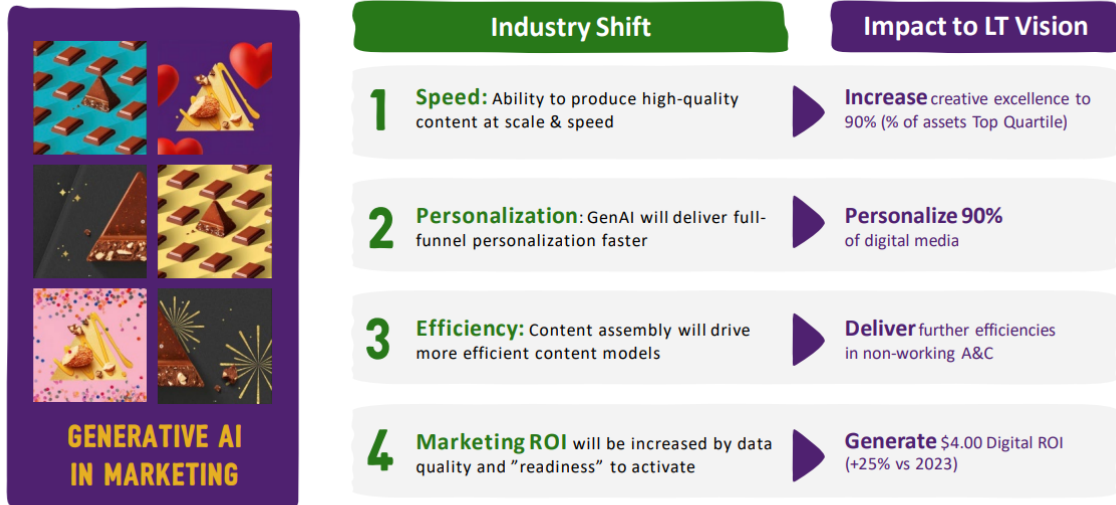 GENERATIVE AI
IN MARKETING
Industry Shift
Impact to LT Vision
1
Speed: Ability to produce high-quality
content at scale & speed
Increase creative excellence to
90% (% of assets Top Quartile)
2
Personalization: GenAI will deliver full-
funnel personalization faster
Personalize 90%
of digital media
3
Efficiency: Content assembly will drive
more efficient content models
Deliver further efficiencies
in non-working A&C
4
Marketing ROI will be increased by data
quality and ”readiness” to activate
Generate $4.00 Digital ROI
(+25% vs 2023)